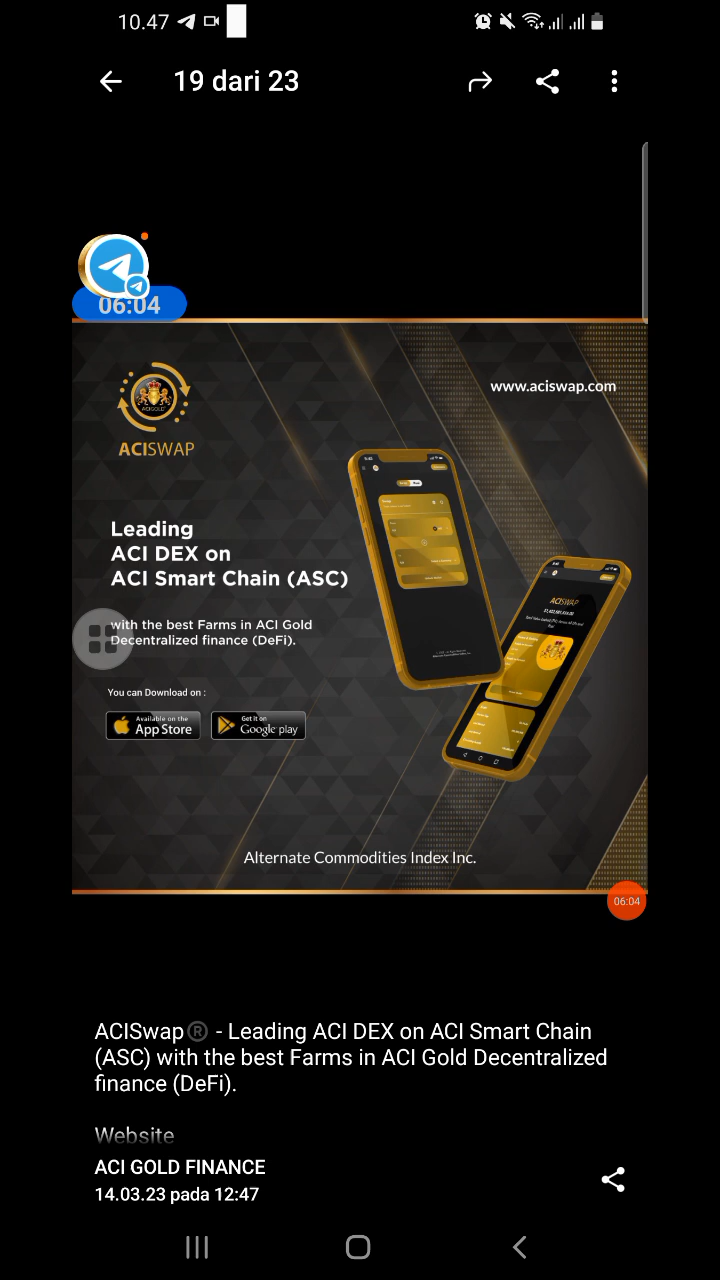 10.47
19 dari 23
06:04
www.aciswap.com
ACIGOLD
ACISWAP
Leading
ACI DEX on
ACI Smart Chain (ASC)
with the best Farms in ACI Gold
Decentralized finance (DeFi).
You can Download on :
Available on the
App Store
Get it on
Google play
ACISWAP
Alternate Commodities Index Inc.
06:04
ACISwap® - Leading ACI DEX on ACI Smart Chain
(ASC) with the best Farms in ACI Gold Decentralized
finance (DeFi).
Website
ACI GOLD FINANCE
14.03.23 pada 12:47